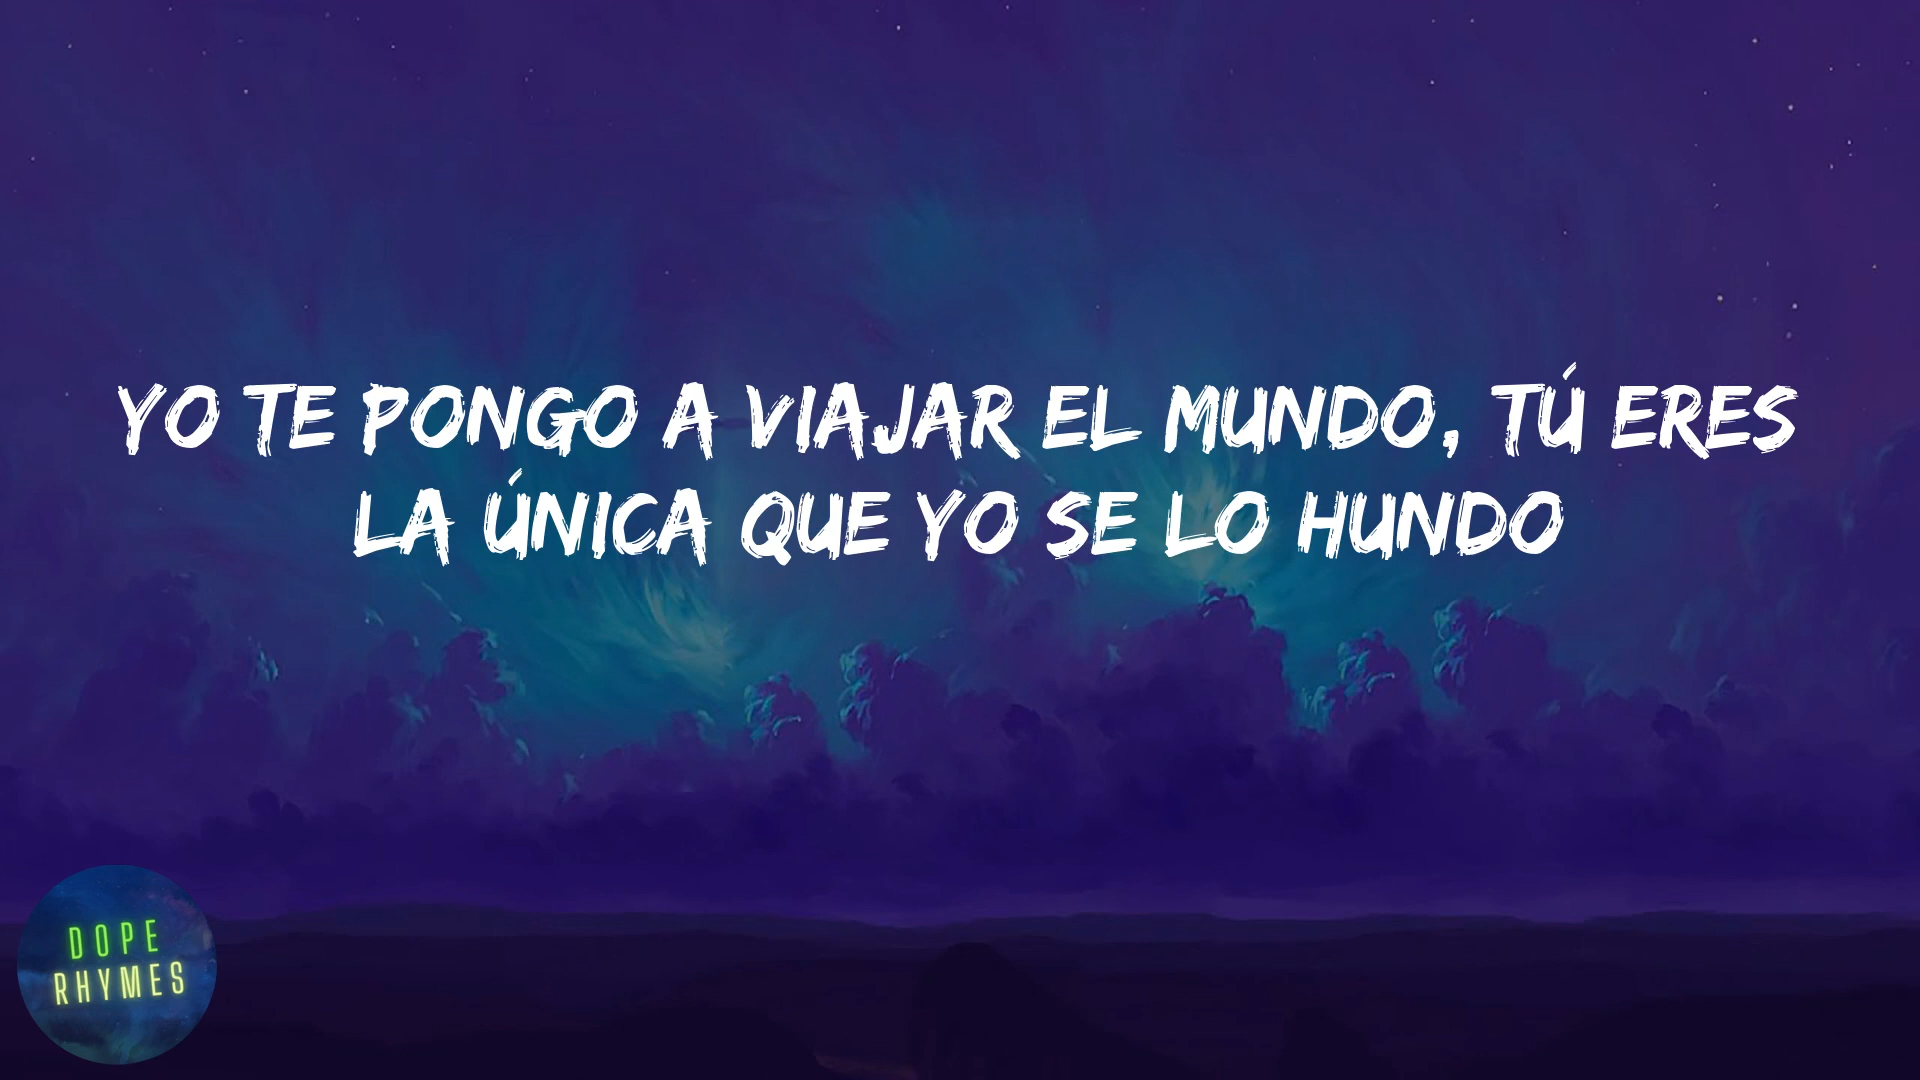 YO TE PONGO A VIAJAR EL MUNDO, TÚ ERES
LA ÚNICA QUE YO SE LO HUNDO
DOPE
RHYMES